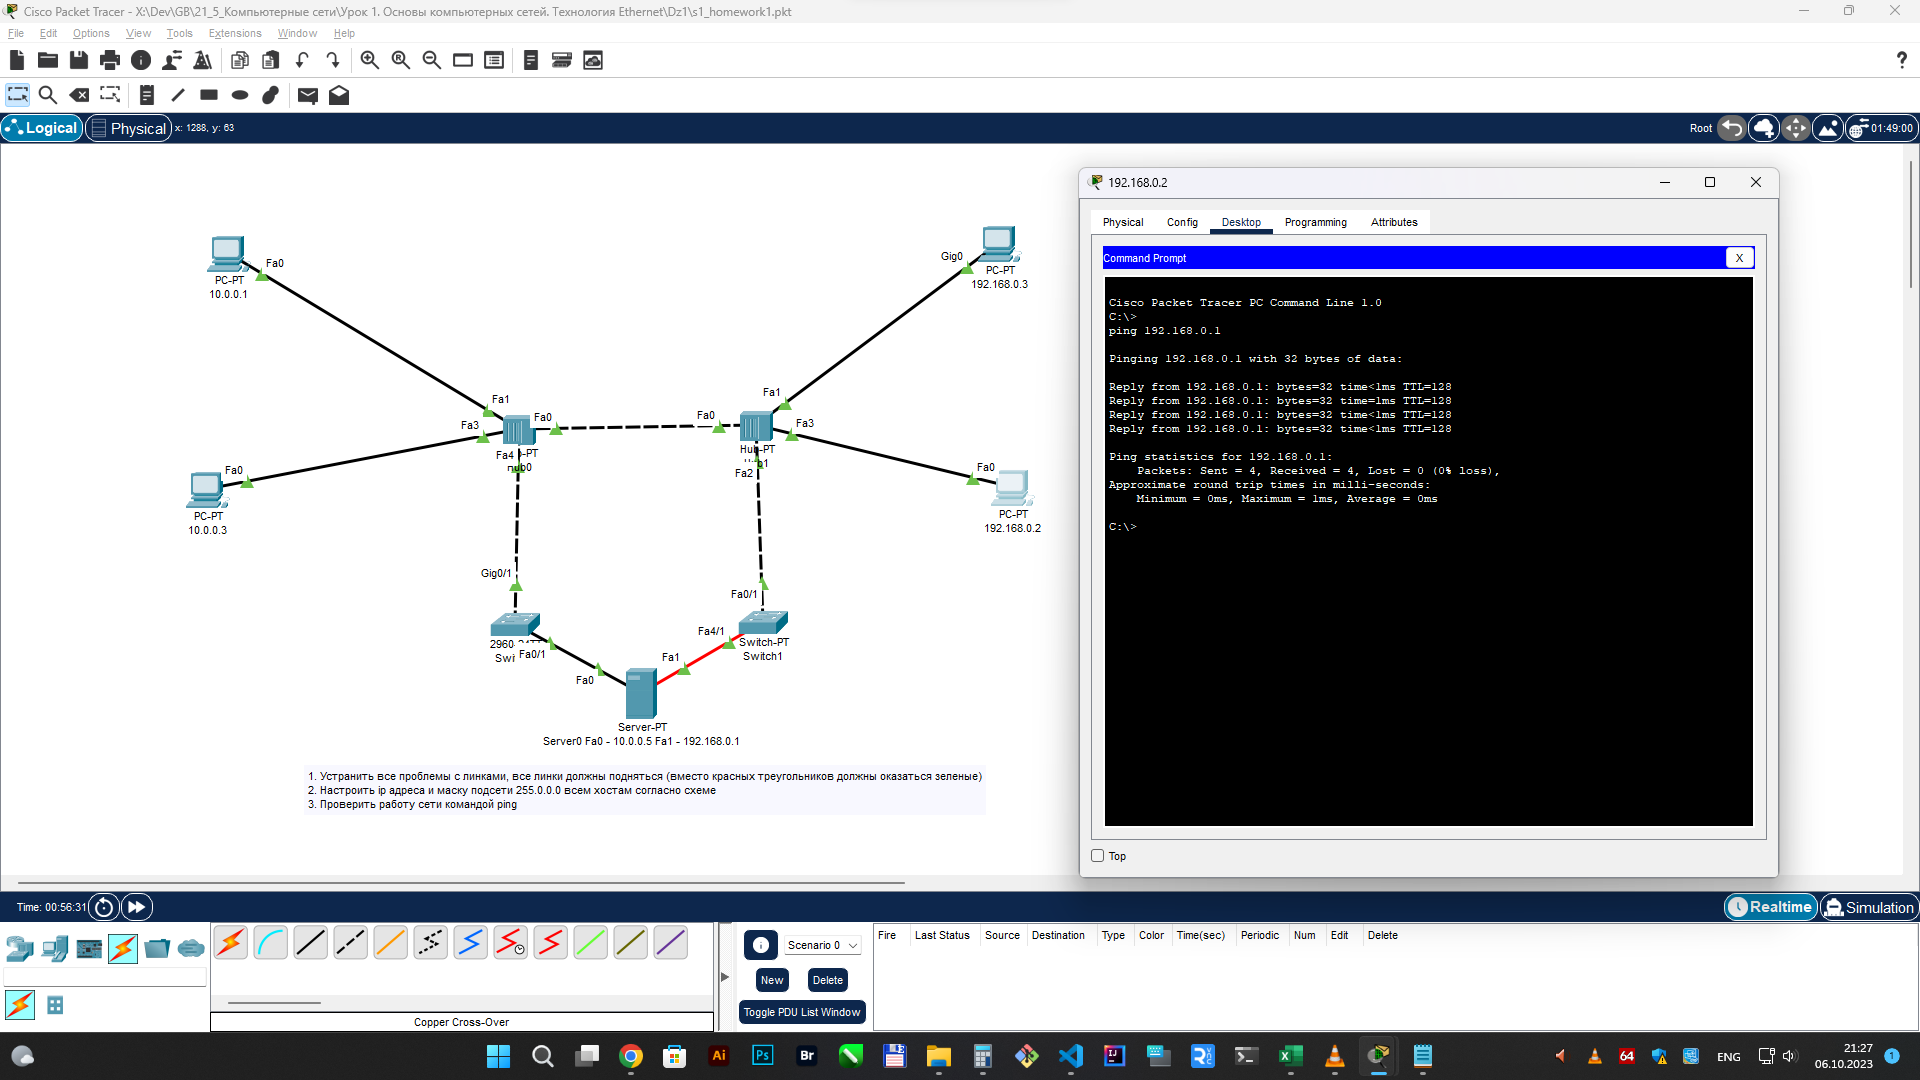 Cisco Packet Tracer - X:\Dev\GB\21_5_Компьютерные сети\Урок 1. Основы компьютерных сетей. Технология Ethernet\Dz1\s1_homework1.pkt
File Edit Options View Tools Extensions Window Help
Logical Physical x: 1288, y: 63 Root 01:49:00
192.168.0.2
Physical Config Desktop Programming Attributes
Command Prompt X
Cisco Packet Tracer PC Command Line 1.0
C:\>
ping 192.168.0.1
Pinging 192.168.0.1 with 32 bytes of data:
Reply from 192.168.0.1: bytes=32 time<1ms TTL=128
Reply from 192.168.0.1: bytes=32 time=1ms TTL=128
Reply from 192.168.0.1: bytes=32 time<1ms TTL=128
Reply from 192.168.0.1: bytes=32 time<1ms TTL=128
Ping statistics for 192.168.0.1:
Packets: Sent = 4, Received = 4, Lost = 0 (0% loss),
Approximate round trip times in milli-seconds:
Minimum = 0ms, Maximum = 1ms, Average = 0ms
C:\>
Top
Fa0
PC-PT
10.0.0.1
Gig0
PC-PT
192.168.0.3
Fa1
Fa3
Fa0
Fa4
Fa0
Fa1
Fa3
Hub-PT
Fa2
Fa0
PC-PT
10.0.0.3
Fa0
PC-PT
192.168.0.2
Gig0/1
Fa0/1
2960
Fa0/1
Fa4/1
Switch-PT
Switch1
Fa0
Fa1
Server-PT
Server0 Fa0 - 10.0.0.5 Fa1 - 192.168.0.1
1. Устранить все проблемы с линками, все линки должны подняться (вместо красных треугольников должны оказаться зеленые)
2. Настроить ip адреса и маску подсети 255.0.0.0 всем хостам согласно схеме
3. Проверить работу сети командой ping
Time: 00:56:31 Realtime Simulation
Scenario 0
New Delete
Toggle PDU List Window
Fire Last Status Source Destination Type Color Time(sec) Periodic Num Edit Delete
Copper Cross-Over
Ai Ps Br 64 ENG 21:27
06.10.2023 1